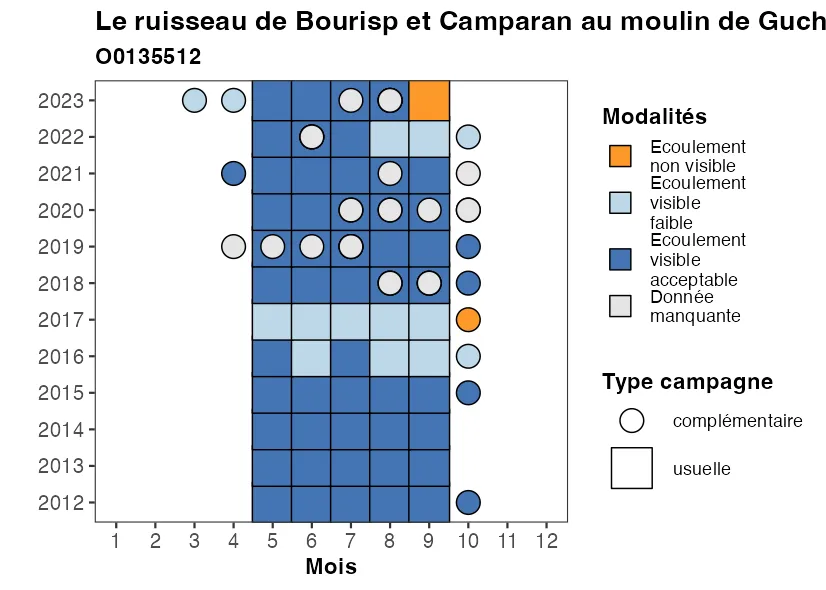 Le ruisseau de Bourisp et Camparan au moulin de Guch
O0135512
2023
2022
2021
2020
2019
2018
2017
2016
2015
2014
2013
2012
1 2 3 4 5 6 7 8 9 10 11 12
Mois
Modalités
Ecoulement
non visible
Ecoulement
visible
faible
Ecoulement
visible
acceptable
Donnée
manquante
Type campagne
complémentaire
usuelle